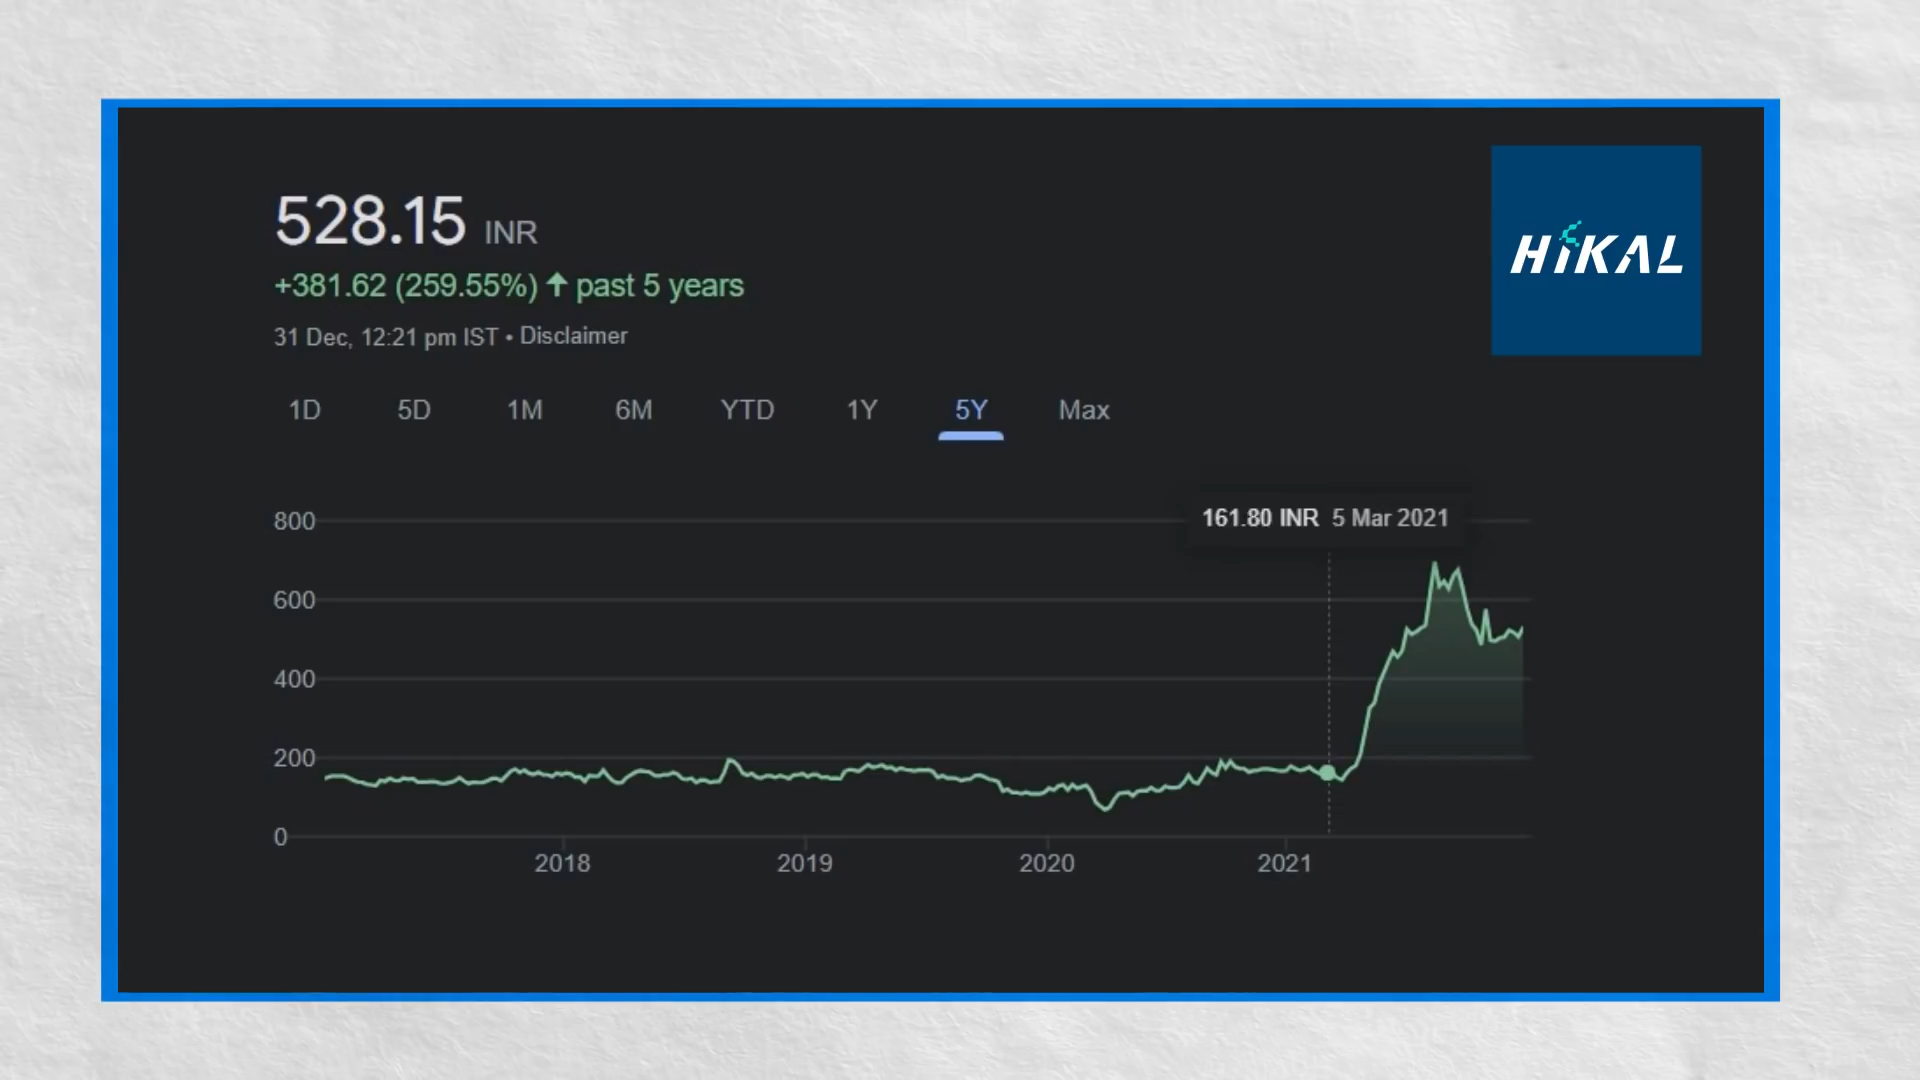 528.15 INR
HiKAL
+381.62 (259.55%) ↑ past 5 years
31 Dec, 12:21 pm IST • Disclaimer
1D 5D 1M 6M YTD 1Y 5Y Max
161.80 INR 5 Mar 2021
800
600
400
200
0
2018 2019 2020 2021